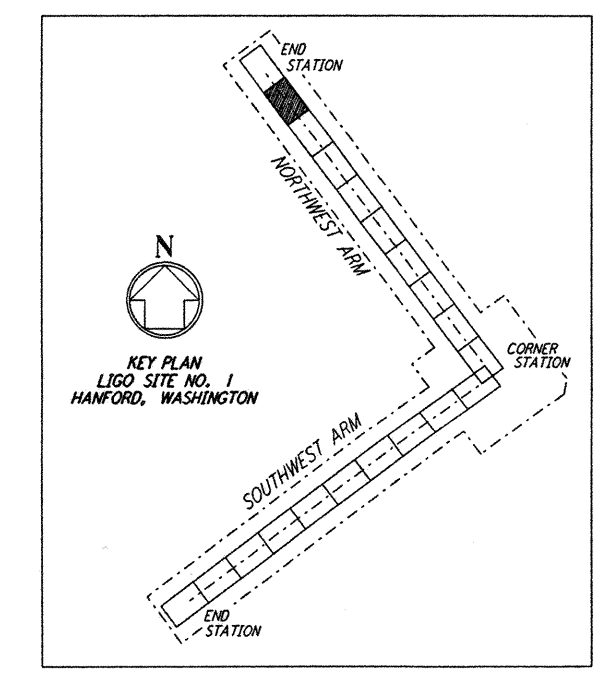 END
STATION
NORTHWEST ARM
N
KEY PLAN
LIGO SITE NO. 1
HANFORD, WASHINGTON
CORNER
STATION
SOUTHWEST ARM
END
STATION